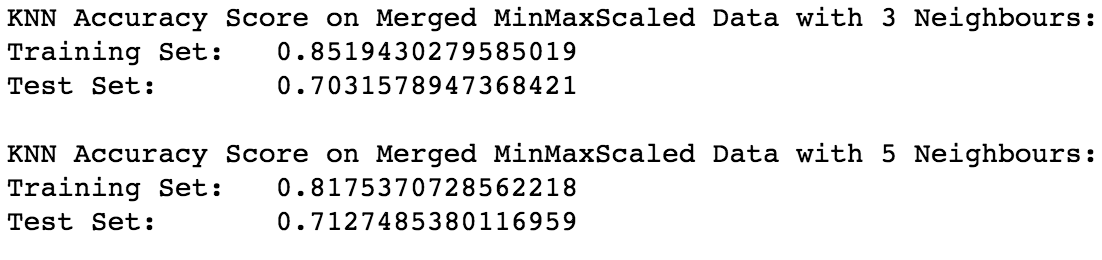 KNN Accuracy Score on Merged MinMaxScaled Data with 3 Neighbours:
Training Set:   0.8519430279585019
Test Set:       0.7031578947368421
KNN Accuracy Score on Merged MinMaxScaled Data with 5 Neighbours:
Training Set:   0.8175370728562218
Test Set:       0.7127485380116959